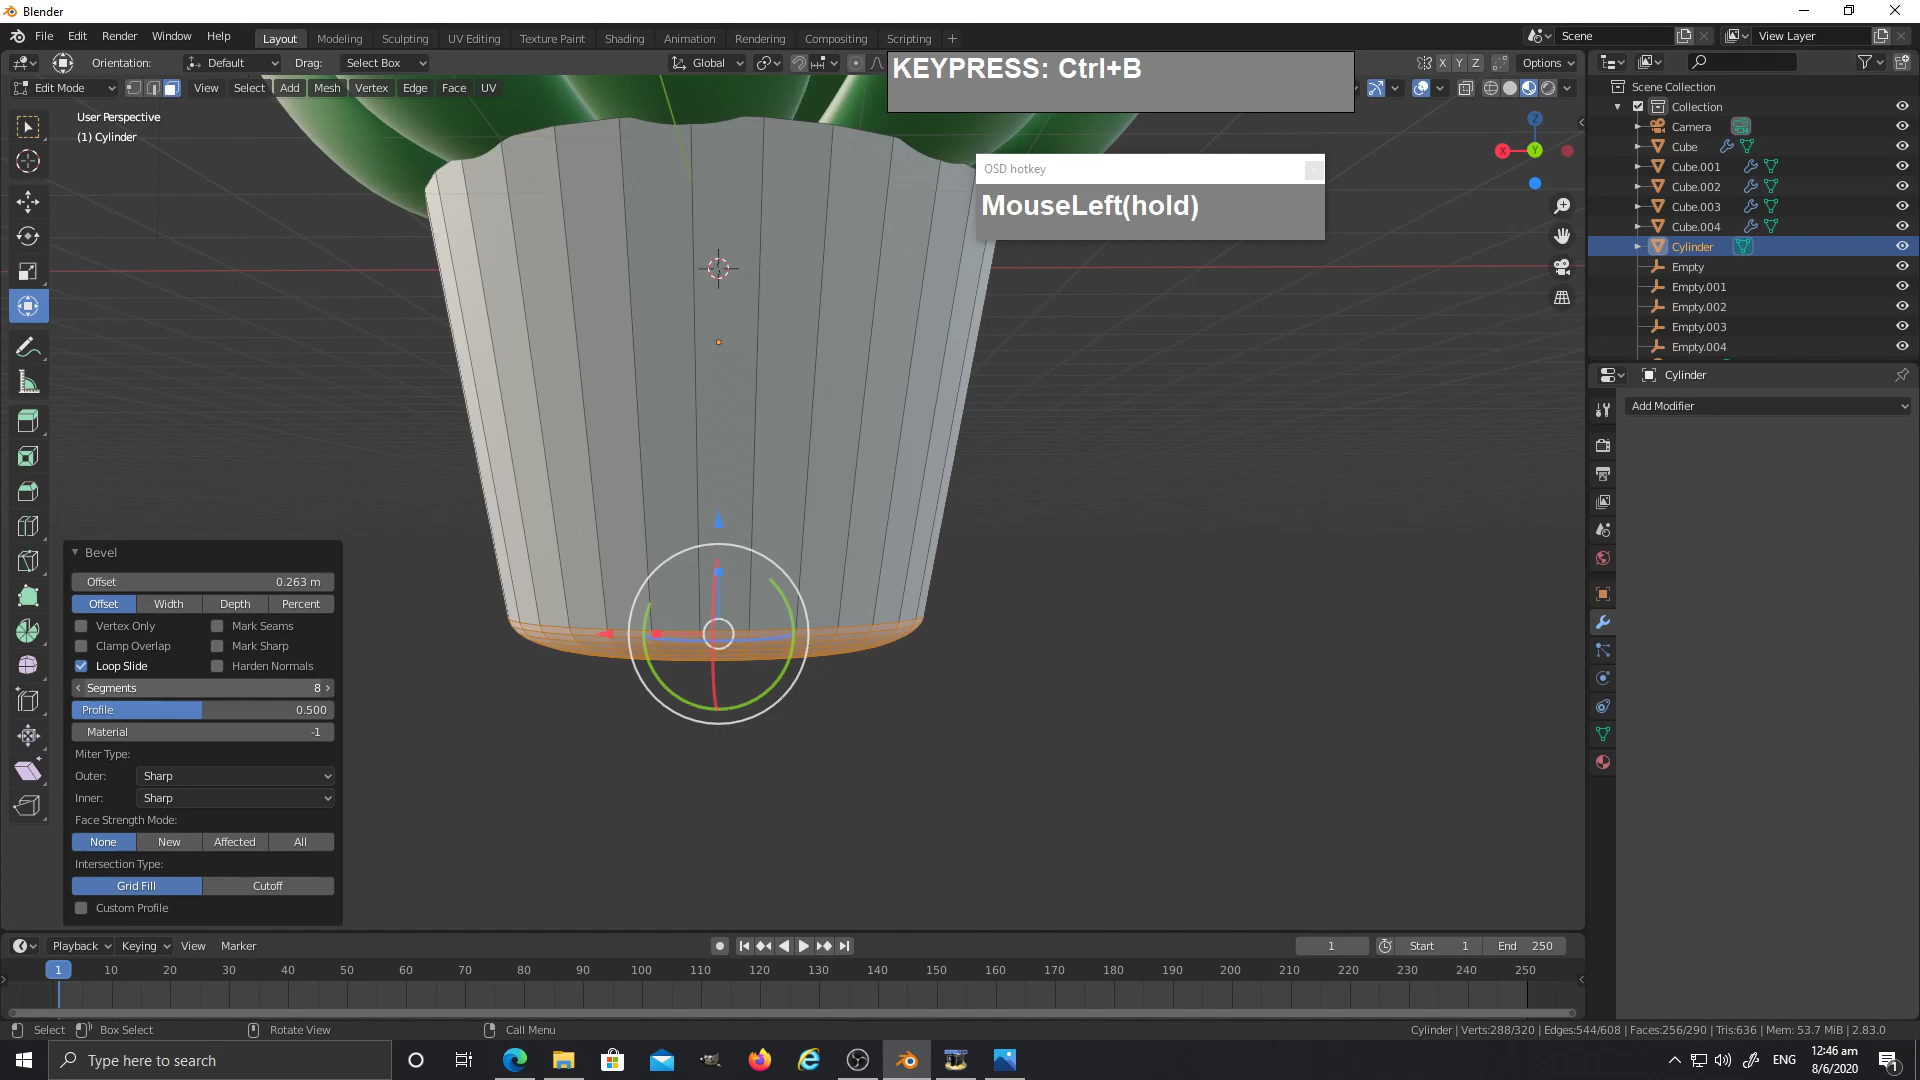 Blender
File Edit Render Window Help
Layout Modeling Sculpting UV Editing Texture Paint Shading Animation Rendering Compositing Scripting +
Scene
View Layer
Orientation: Default Drag: Select Box
Global
X Y Z Options
KEYPRESS: Ctrl+B
Edit Mode View Select Add Mesh Vertex Edge Face UV
User Perspective
(1) Cylinder
OSD hotkey
MouseLeft(hold)
Z
X
Y
Scene Collection
Collection
Camera
Cube
Cube.001
Cube.002
Cube.003
Cube.004
Cylinder
Empty
Empty.001
Empty.002
Empty.003
Empty.004
Cylinder
Add Modifier
Bevel
Offset 0.263 m
Offset Width Depth Percent
Vertex Only Mark Seams
Clamp Overlap Mark Sharp
Loop Slide Harden Normals
Segments 8
Profile 0.500
Material -1
Miter Type:
Outer: Sharp
Inner: Sharp
Face Strength Mode:
None New Affected All
Intersection Type:
Grid Fill Cutoff
Custom Profile
Playback Keying View Marker
1 Start 1 End 250
1 10 20 30 40 50 60 70 80 90 100 110 120 130 140 150 160 170 180 190 200 210 220 230 240 250
Select Box Select Rotate View Call Menu
Cylinder | Verts:288/320 | Edges:544/608 | Faces:256/290 | Tris:636 | Mem: 53.7 MiB | 2.83.0
Type here to search
ENG
12:46 am
8/6/2020
1